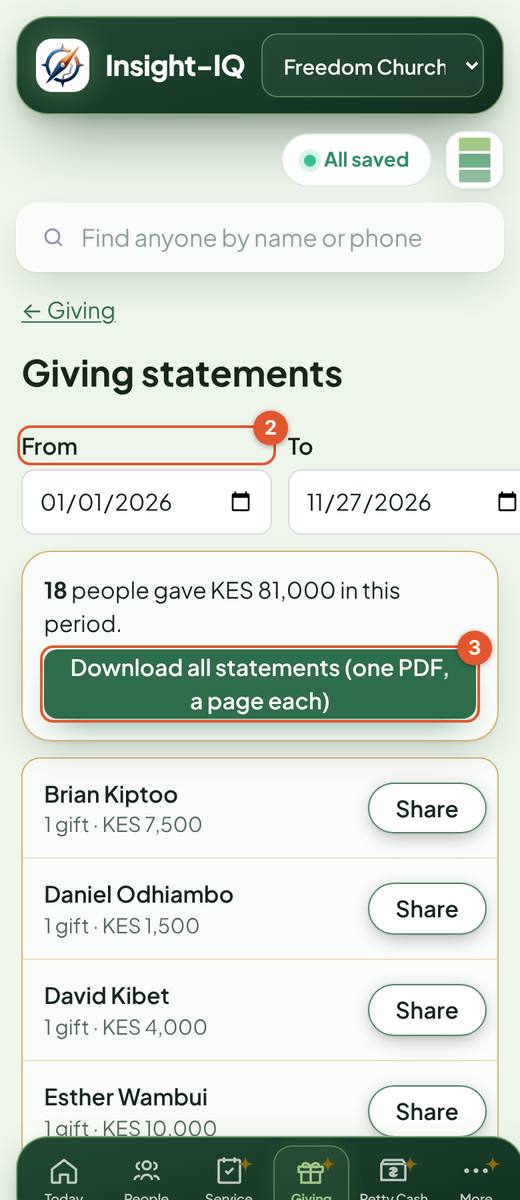 Insight-IQ
Freedom Church
All saved
Find anyone by name or phone
← Giving
Giving statements
2
From
To
01/01/2026
11/27/2026
18 people gave KES 81,000 in this
period.
3
Download all statements (one PDF,
a page each)
Brian Kiptoo
1 gift · KES 7,500
Share
Daniel Odhiambo
1 gift · KES 1,500
Share
David Kibet
1 gift · KES 4,000
Share
Esther Wambui
1 gift · KES 10,000
Share
Today
People
Service
Giving
Petty Cash
More